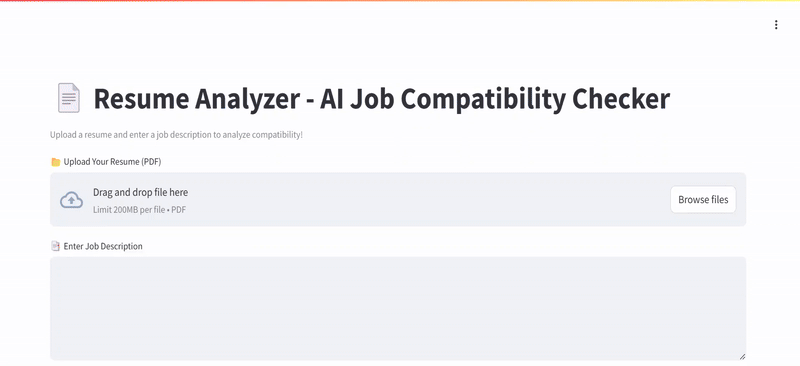 Resume Analyzer - AI Job Compatibility Checker
Upload a resume and enter a job description to analyze compatibility!
Upload Your Resume (PDF)
Drag and drop file here
Limit 200MB per file • PDF
Browse files
Enter Job Description